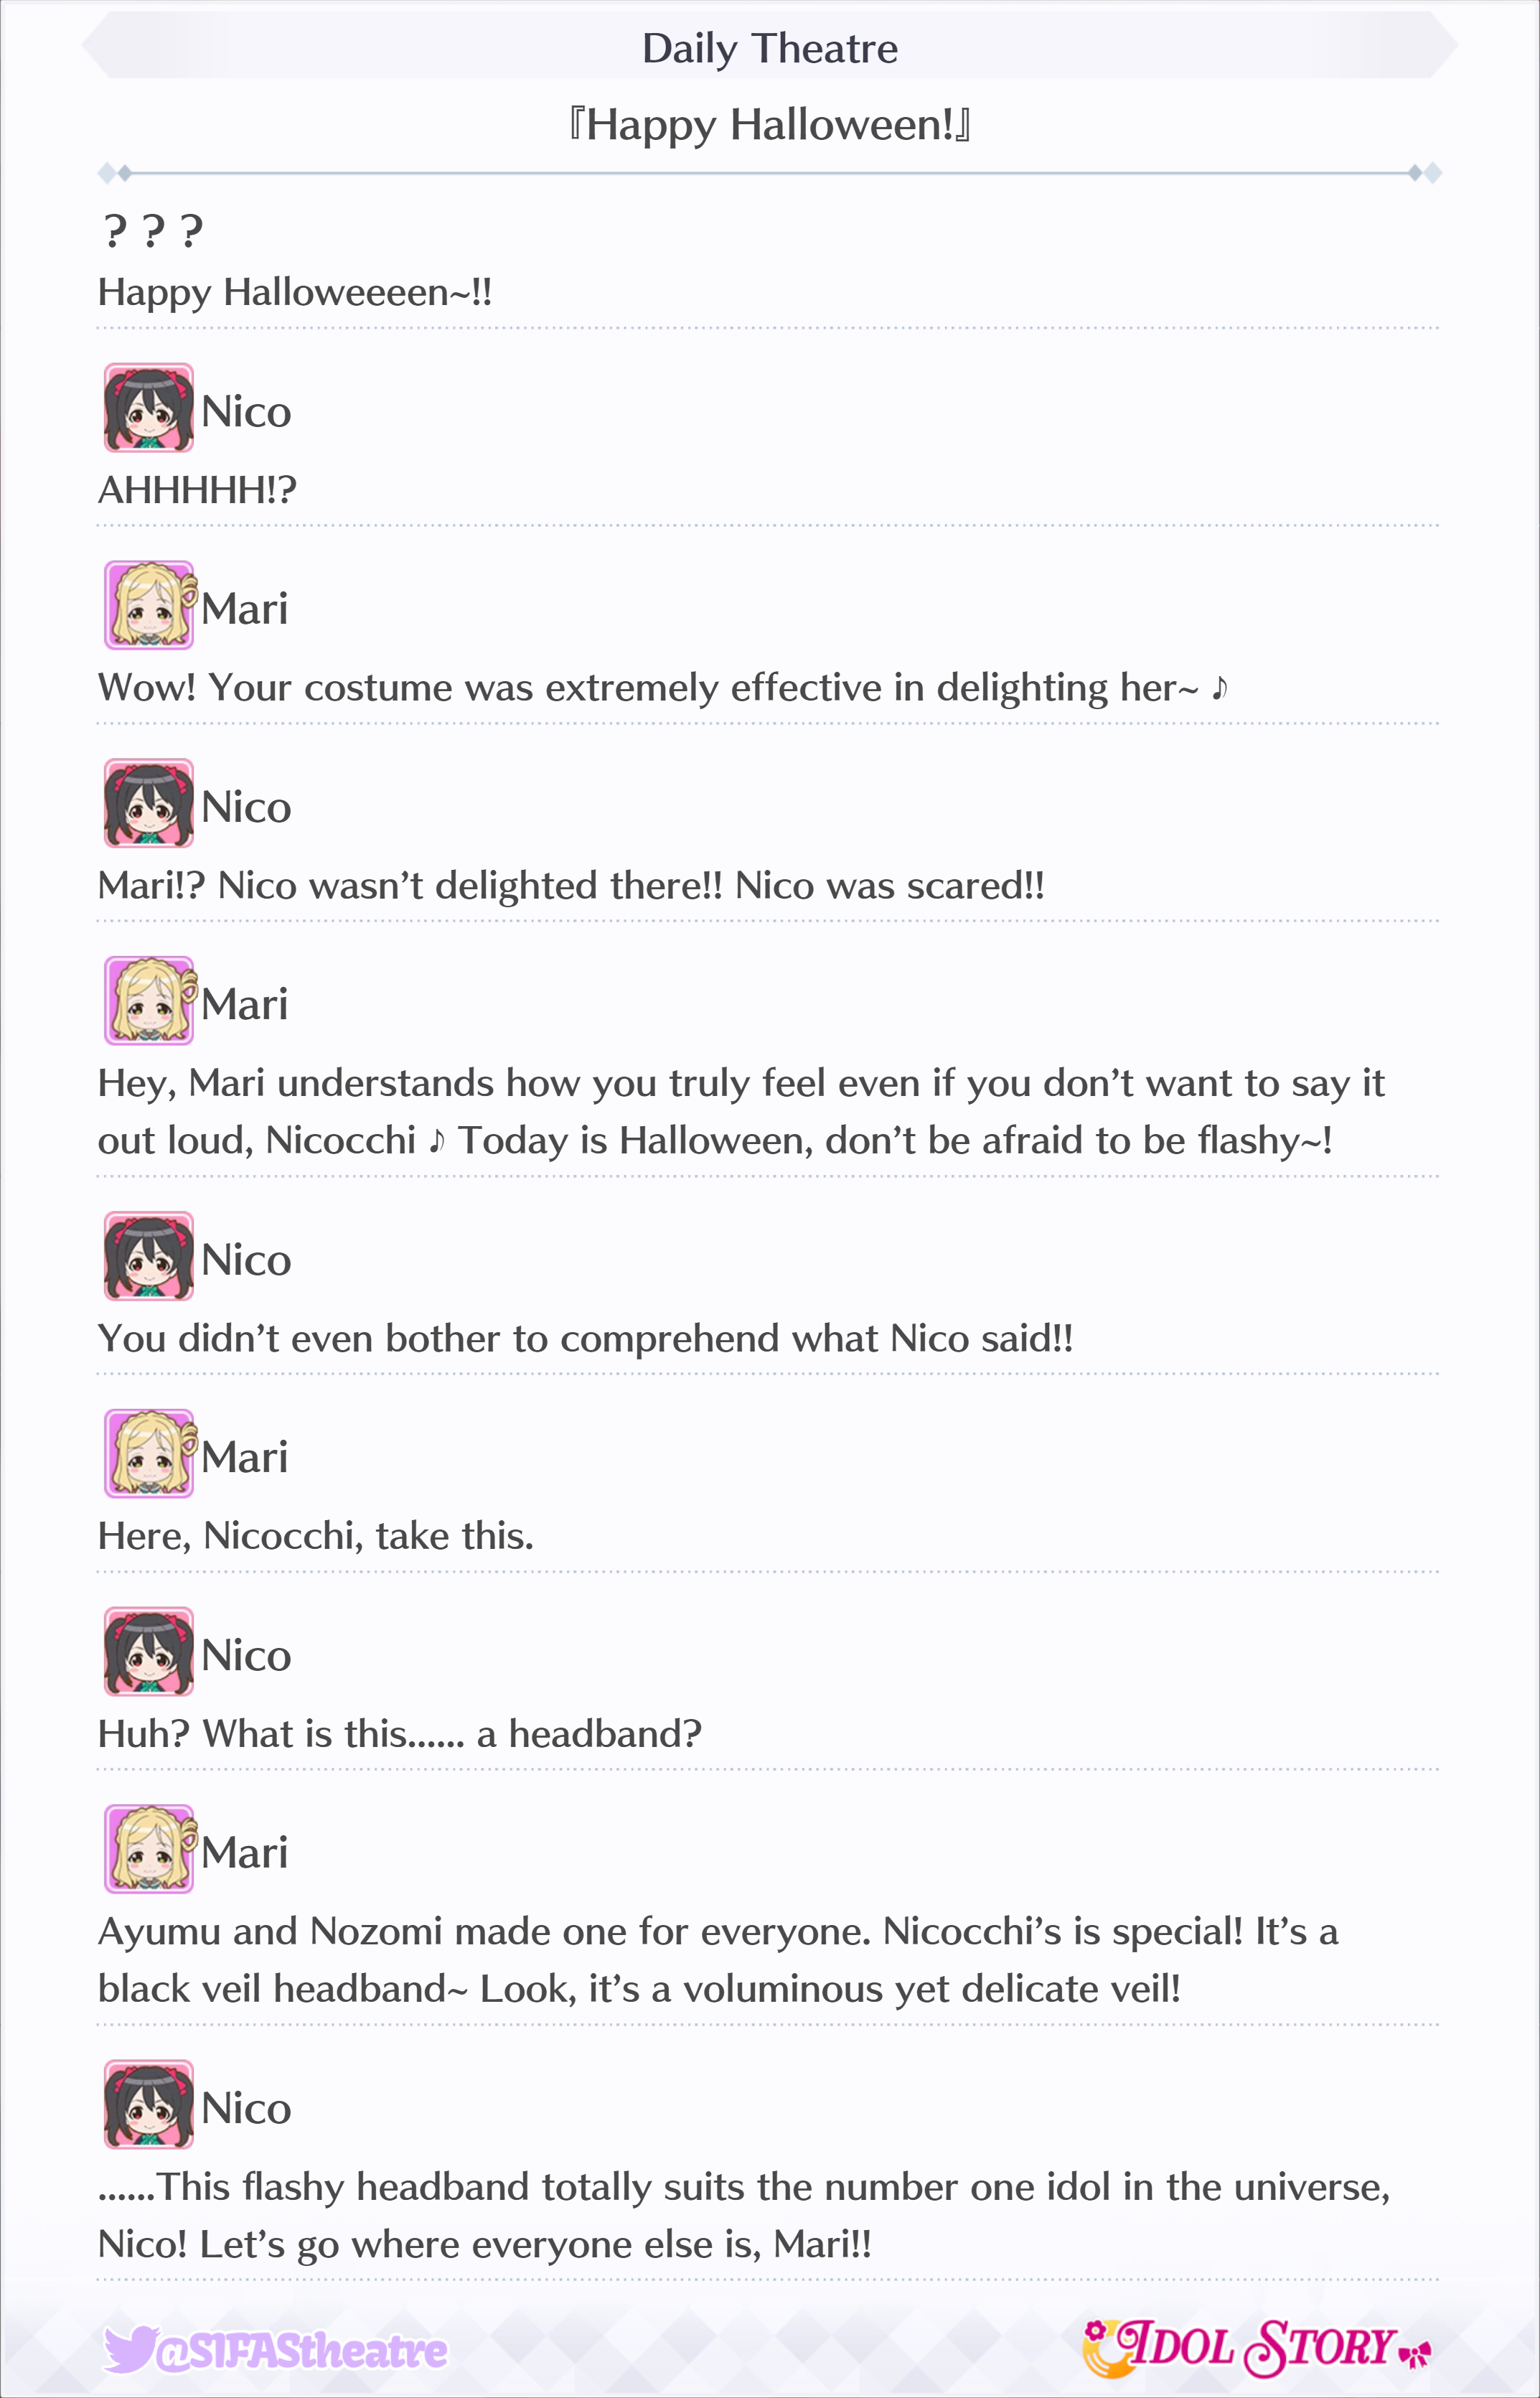 Daily Theatre
『Happy Halloween!』
？？？
Happy Halloweeeen~!!
Nico
AHHHHH!?
Mari
Wow! Your costume was extremely effective in delighting her~ ♪
Nico
Mari!? Nico wasn’t delighted there!! Nico was scared!!
Mari
Hey, Mari understands how you truly feel even if you don’t want to say it
out loud, Nicocchi ♪ Today is Halloween, don’t be afraid to be flashy~!
Nico
You didn’t even bother to comprehend what Nico said!!
Mari
Here, Nicocchi, take this.
Nico
Huh? What is this...... a headband?
Mari
Ayumu and Nozomi made one for everyone. Nicocchi’s is special! It’s a
black veil headband~ Look, it’s a voluminous yet delicate veil!
Nico
......This flashy headband totally suits the number one idol in the universe,
Nico! Let’s go where everyone else is, Mari!!
@SIFAStheatre
IDOL STORY